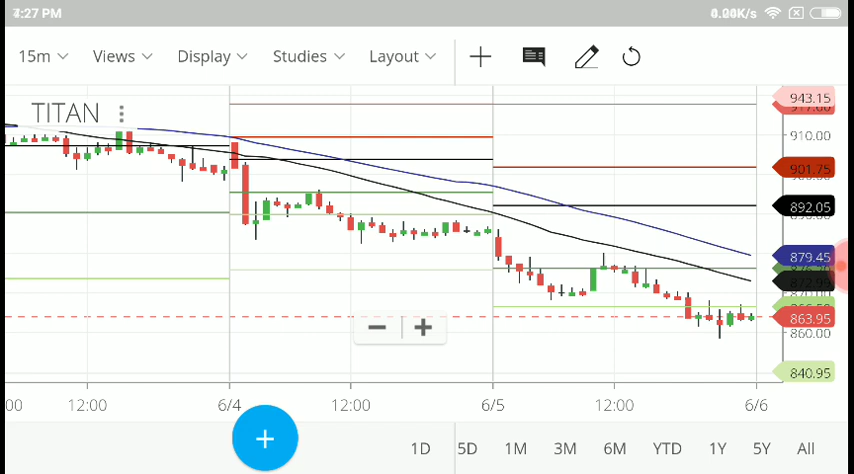 7:27 PM
K/s
15m Views Display Studies Layout
TITAN
943.15
910.00
901.75
892.05
879.45
863.95
860.00
840.95
00 12:00 6/4 12:00 6/5 12:00 6/6
1D 5D 1M 3M 6M YTD 1Y 5Y All